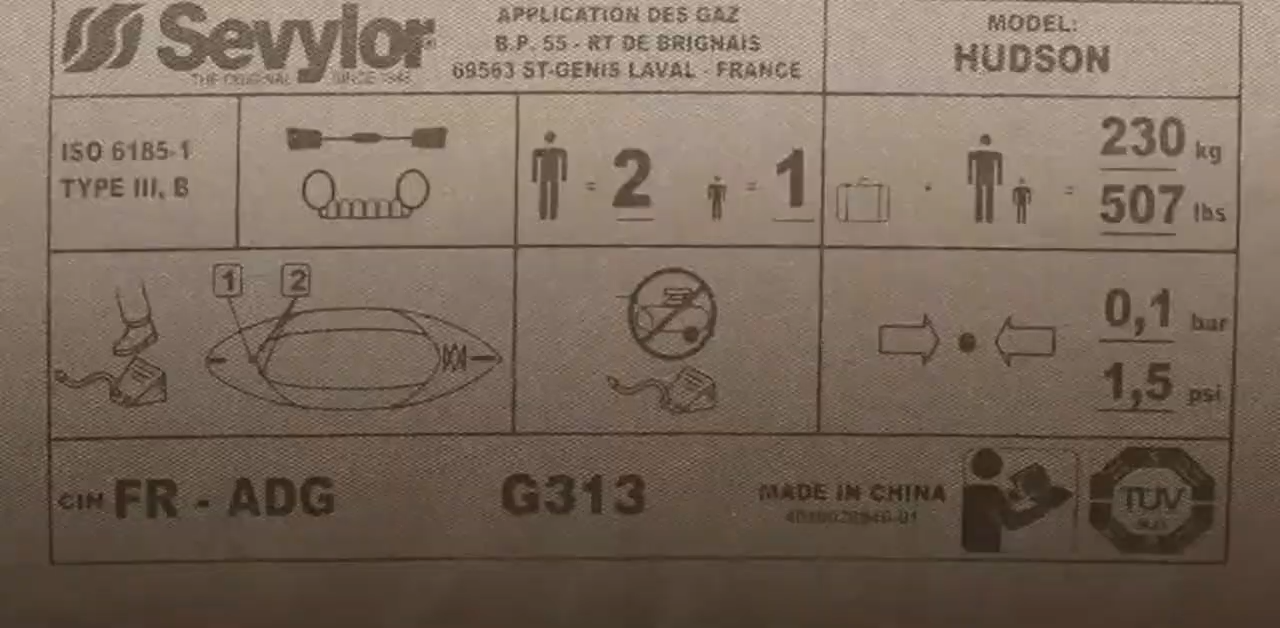 Sevylor
THE ORIGINAL SINCE 1948
APPLICATION DES GAZ
B.P. 55 - RT DE BRIGNAIS
69563 ST-GENIS LAVAL - FRANCE
MODEL:
HUDSON
ISO 6185-1
TYPE III, B
= 2
= 1
=
230 kg
507 lbs
1 2
0,1 bar
1,5 psi
CIN FR - ADG
G313
MADE IN CHINA
TÜV